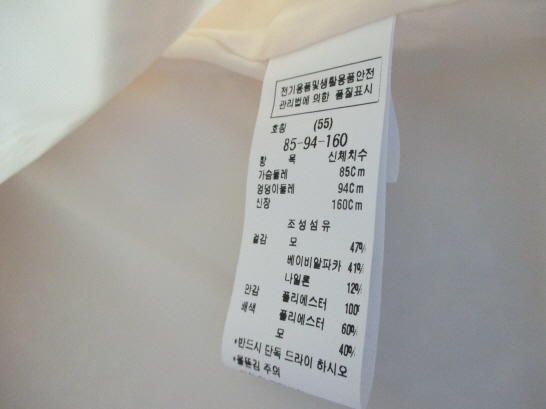 전기용품및생활용품안전
관리법에 의한 품질표시
호칭 (55)
85-94-160
항 목 신체치수
가슴둘레 85Cm
엉덩이둘레 94Cm
신장 160Cm
조성섬유
겉감 모 47%
베이비알파카 41%
나일론 12%
안감 폴리에스터 100%
배색 폴리에스터 60%
모 40%
*반드시 단독 드라이 하시오
*물뜯김 주의